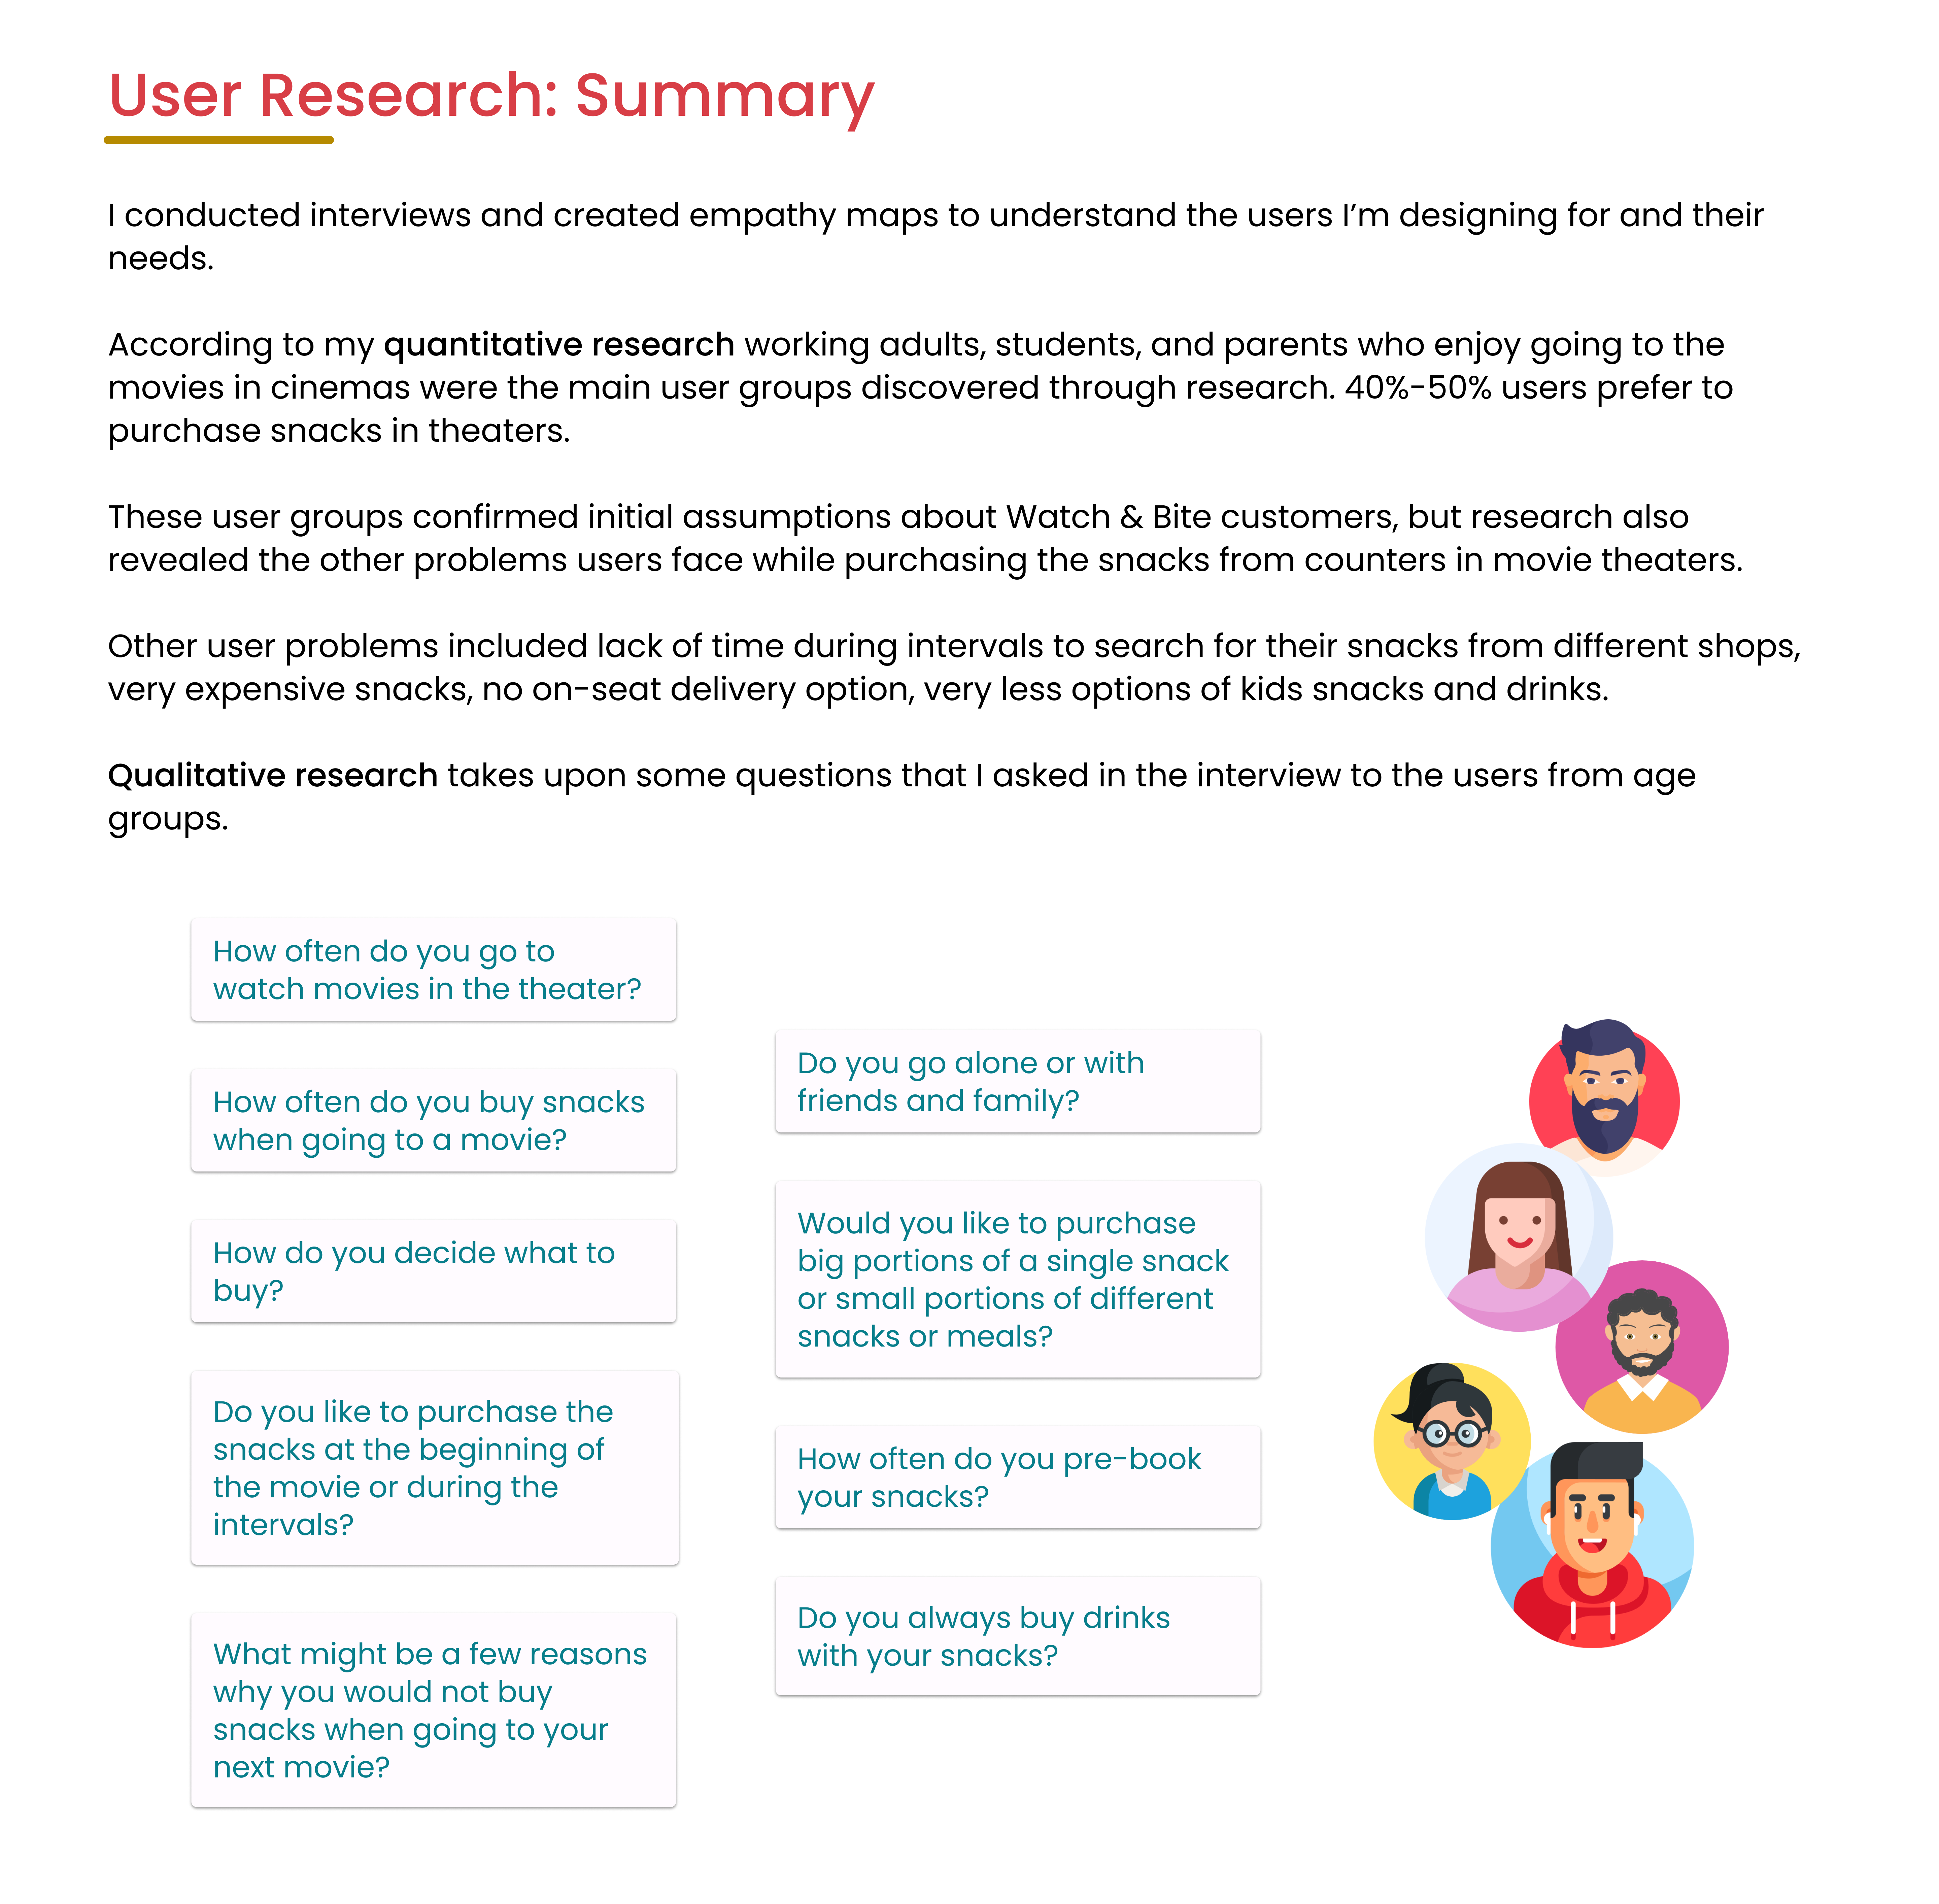 User Research: Summary
I conducted interviews and created empathy maps to understand the users I’m designing for and their
needs.
According to my quantitative research working adults, students, and parents who enjoy going to the
movies in cinemas were the main user groups discovered through research. 40%-50% users prefer to
purchase snacks in theaters.
These user groups confirmed initial assumptions about Watch & Bite customers, but research also
revealed the other problems users face while purchasing the snacks from counters in movie theaters.
Other user problems included lack of time during intervals to search for their snacks from different shops,
very expensive snacks, no on-seat delivery option, very less options of kids snacks and drinks.
Qualitative research takes upon some questions that I asked in the interview to the users from age
groups.
How often do you go to
watch movies in the theater?
How often do you buy snacks
when going to a movie?
How do you decide what to
buy?
Do you like to purchase the
snacks at the beginning of
the movie or during the
intervals?
What might be a few reasons
why you would not buy
snacks when going to your
next movie?
Do you go alone or with
friends and family?
Would you like to purchase
big portions of a single snack
or small portions of different
snacks or meals?
How often do you pre-book
your snacks?
Do you always buy drinks
with your snacks?